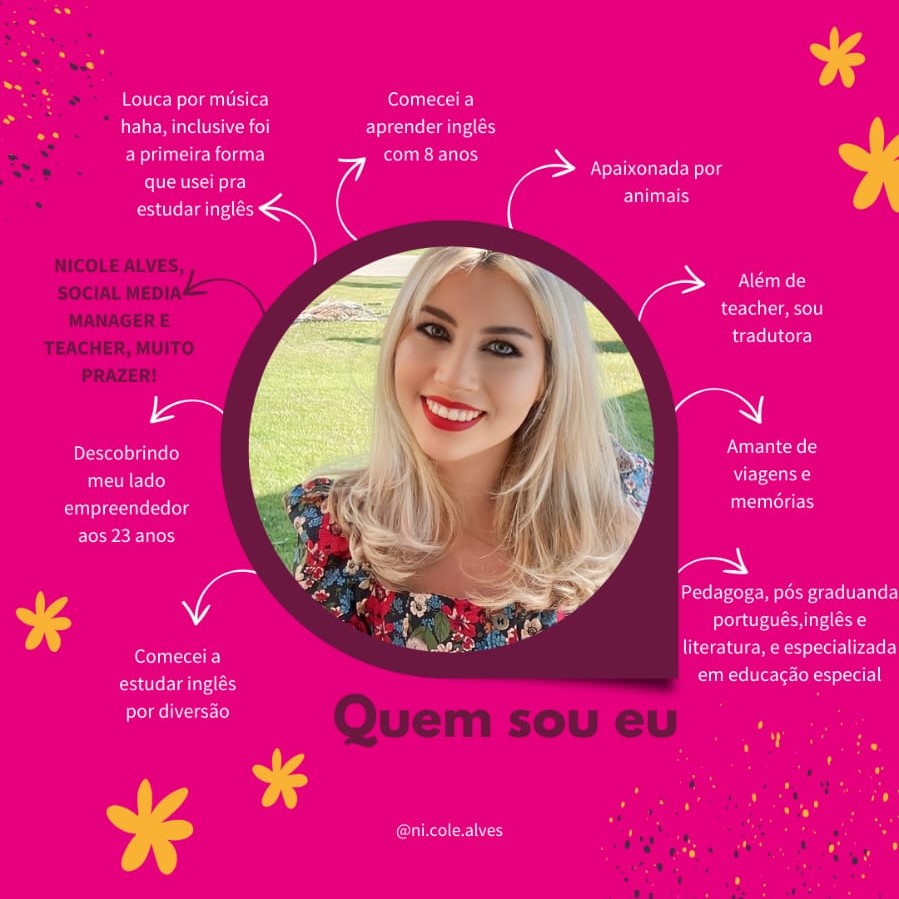 Louca por música
haha, inclusive foi
a primeira forma
que usei pra
estudar inglês
Comecei a
aprender inglês
com 8 anos
Apaixonada por
animais
NICOLE ALVES,
SOCIAL MEDIA
MANAGER E
TEACHER, MUITO
PRAZER!
Além de
teacher, sou
tradutora
Descobrindo
meu lado
empreendedor
aos 23 anos
Amante de
viagens e
memórias
Comecei a
estudar inglês
por diversão
Pedagoga, pós graduanda
português,inglês e
literatura, e especializada
em educação especial
Quem sou eu
@ni.cole.alves